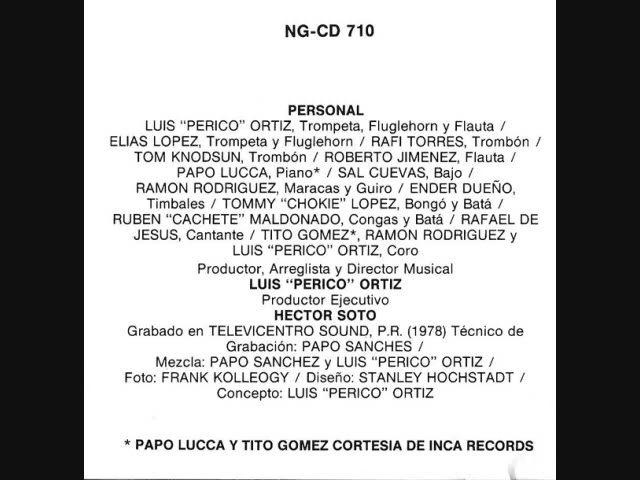 NG-CD 710
PERSONAL
LUIS "PERICO" ORTIZ, Trompeta, Fluglehorn y Flauta /
ELIAS LOPEZ, Trompeta y Fluglehorn / RAFI TORRES, Trombón /
TOM KNODSUN, Trombón / ROBERTO JIMENEZ, Flauta /
PAPO LUCCA, Piano* / SAL CUEVAS, Bajo /
RAMON RODRIGUEZ, Maracas y Guiro / ENDER DUEÑO,
Timbales / TOMMY "CHOKIE" LOPEZ, Bongó y Batá /
RUBEN "CACHETE" MALDONADO, Congas y Batá / RAFAEL DE
JESUS, Cantante / TITO GOMEZ*, RAMON RODRIGUEZ y
LUIS "PERICO" ORTIZ, Coro
Productor, Arreglista y Director Musical
LUIS "PERICO" ORTIZ
Productor Ejecutivo
HECTOR SOTO
Grabado en TELEVICENTRO SOUND, P.R. (1978) Técnico de
Grabación: PAPO SANCHES /
Mezcla: PAPO SANCHEZ y LUIS "PERICO" ORTIZ /
Foto: FRANK KOLLEOGY / Diseño: STANLEY HOCHSTADT /
Concepto: LUIS "PERICO" ORTIZ
* PAPO LUCCA Y TITO GOMEZ CORTESIA DE INCA RECORDS